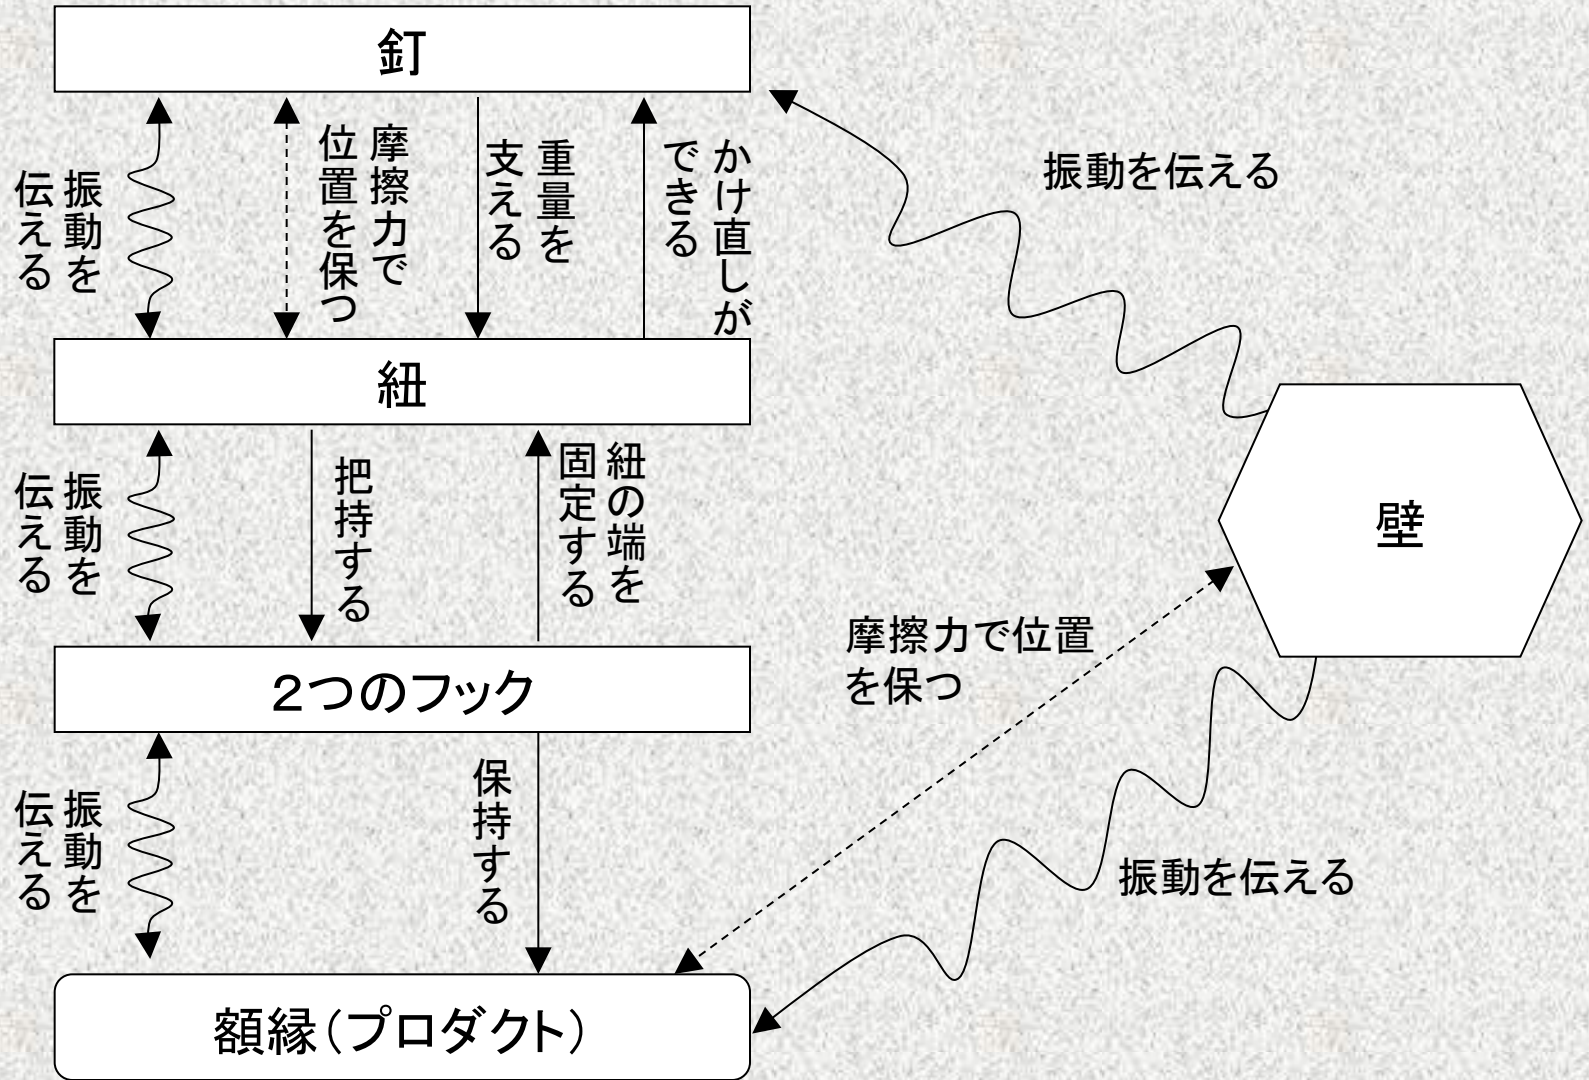 釘
振動を
伝える
摩擦力で
位置を保つ
重量を
支える
かけ直しが
できる
振動を伝える
紐
振動を
伝える
把持する
紐の端を
固定する
壁
摩擦力で位置
を保つ
２つのフック
振動を
伝える
保持する
振動を伝える
額縁（プロダクト）